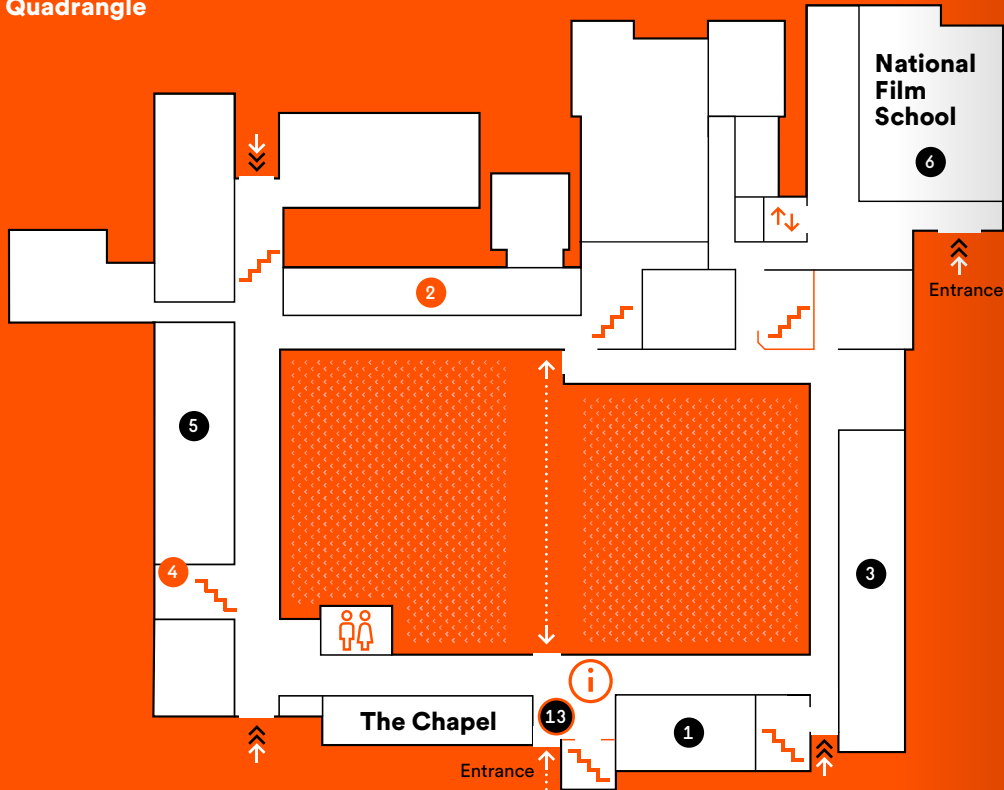 Quadrangle
National
Film
School
6
Entrance
2
5
4
3
i
13
The Chapel
1
Entrance